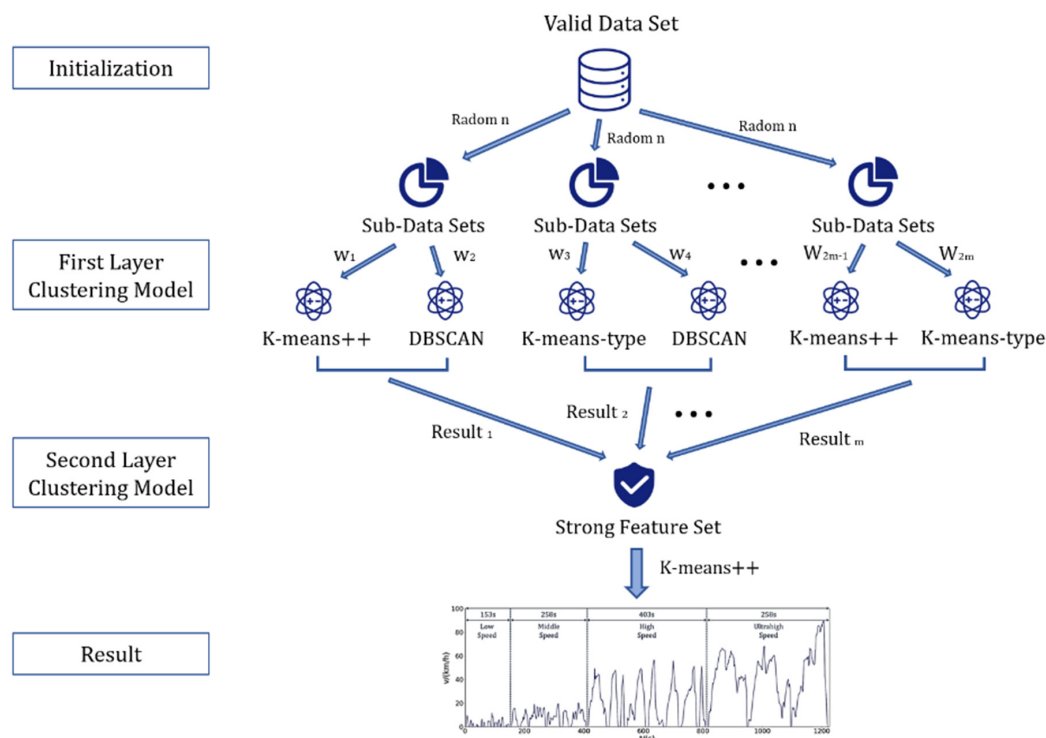 Valid Data Set
Initialization
Radom n
Radom n
Radom n
Sub-Data Sets
Sub-Data Sets
Sub-Data Sets
First Layer
Clustering Model
W1
W2
W3
W4
W2m-1
W2m
K-means++
DBSCAN
K-means-type
DBSCAN
K-means++
K-means-type
Result 1
Result 2
Result m
Second Layer
Clustering Model
Strong Feature Set
K-means++
Result
153s
258s
403s
258s
Low
Speed
Middle
Speed
High
Speed
Ultrahigh
Speed
v/(km/h)
100
80
60
40
20
0
0
200
400
600
800
1000
1200